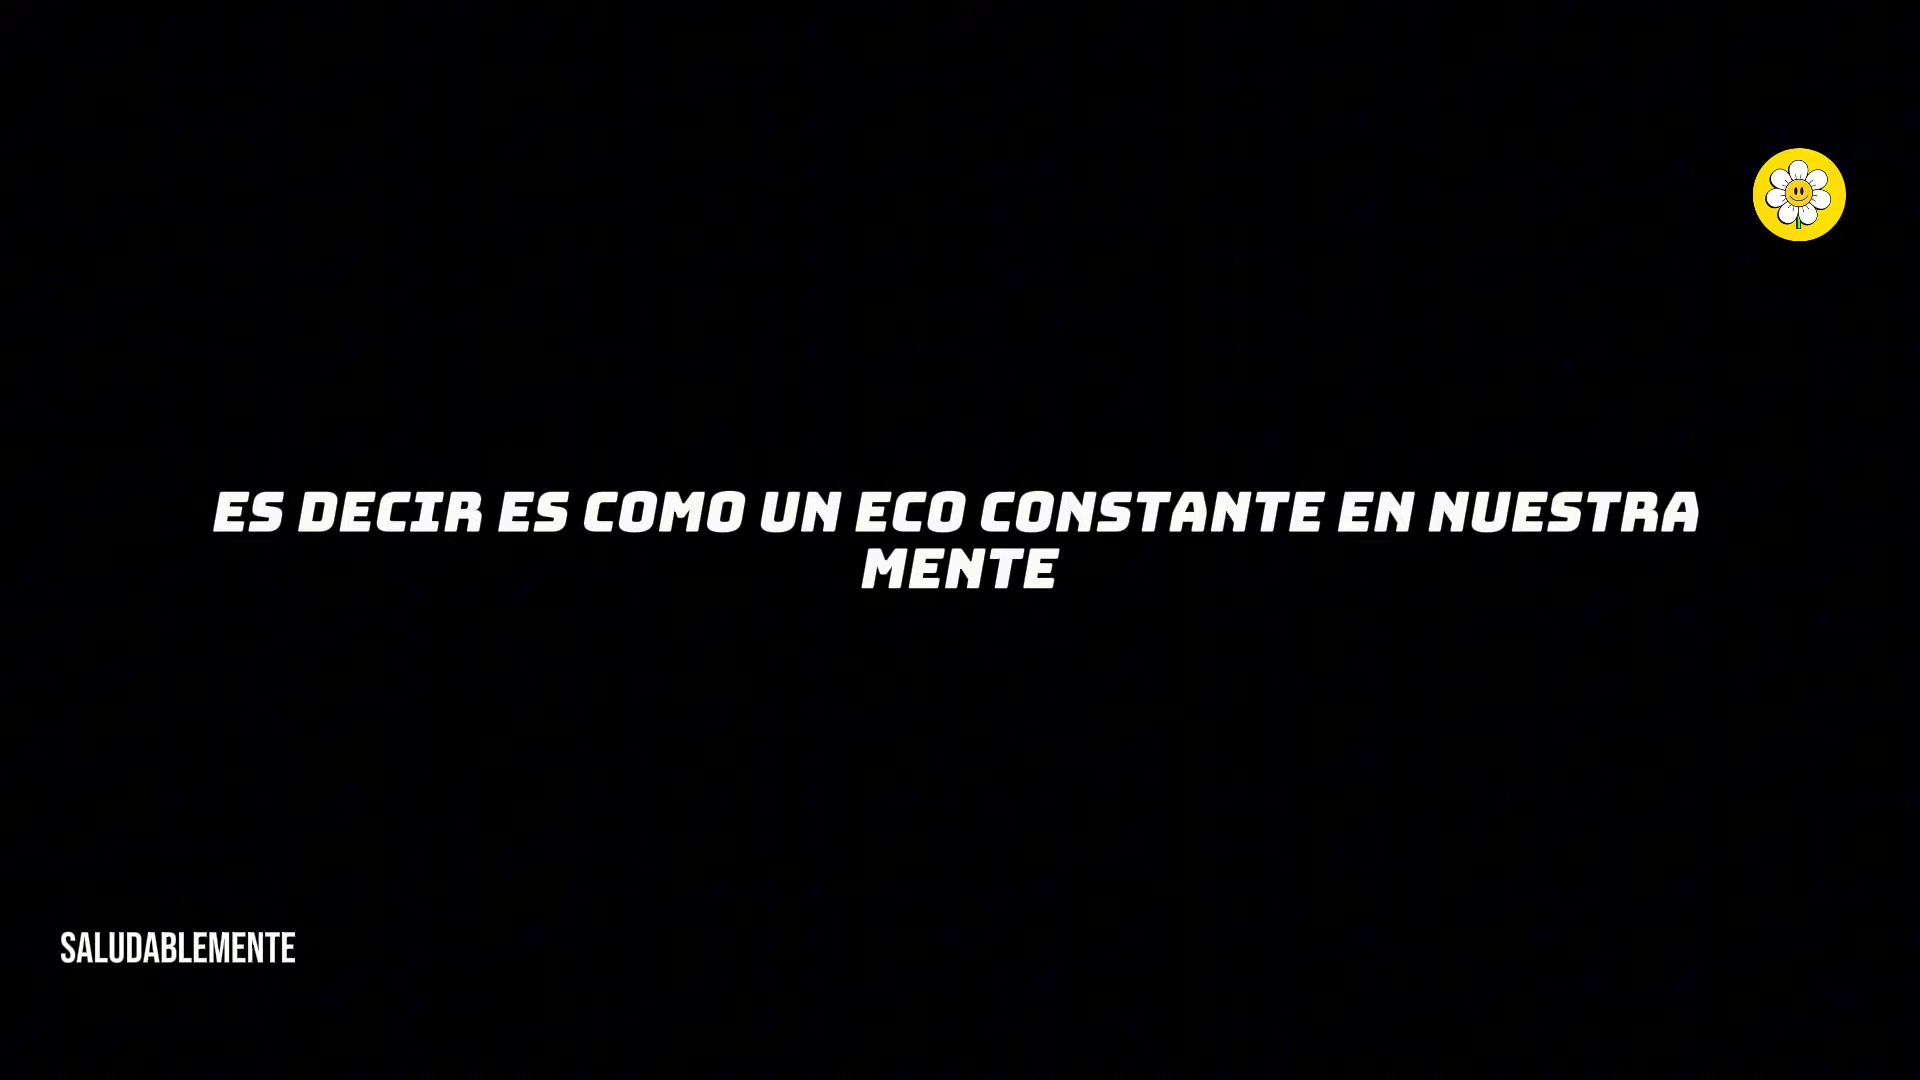 ES DECIR ES COMO UN ECO CONSTANTE EN NUESTRA
MENTE
SALUDABLEMENTE